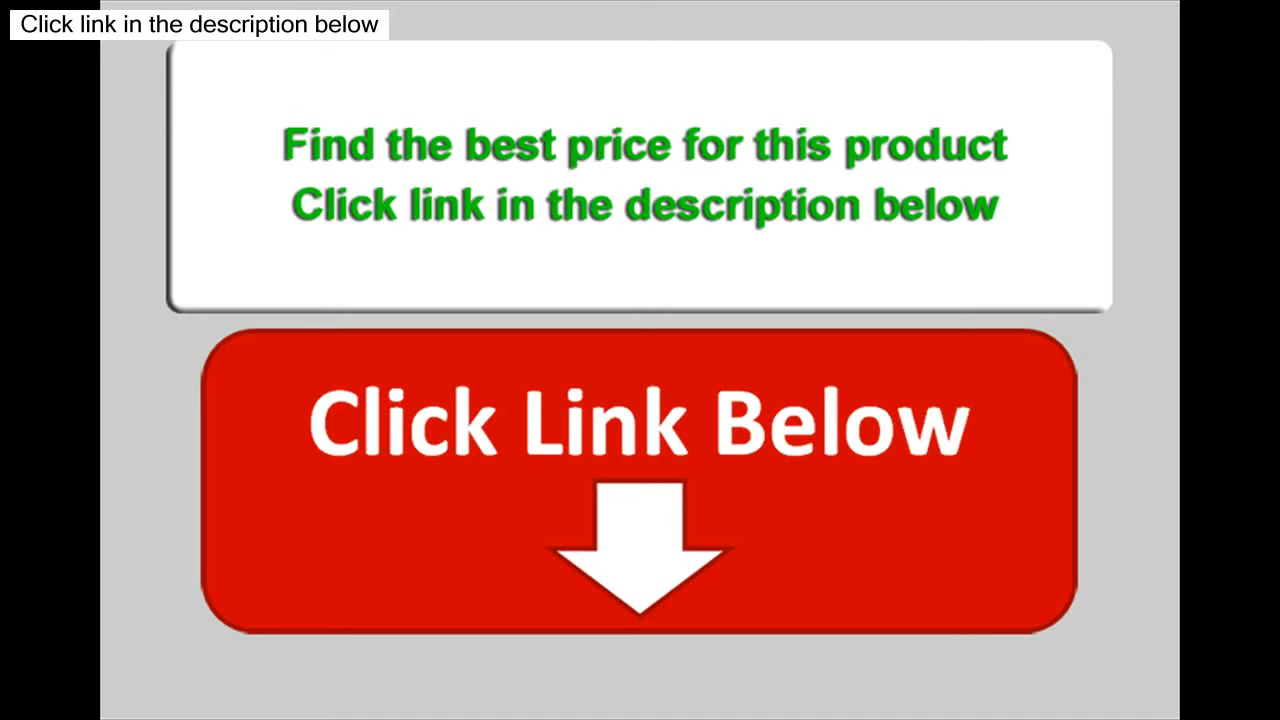 Click link in the description below
Find the best price for this product
Click link in the description below
Click Link Below